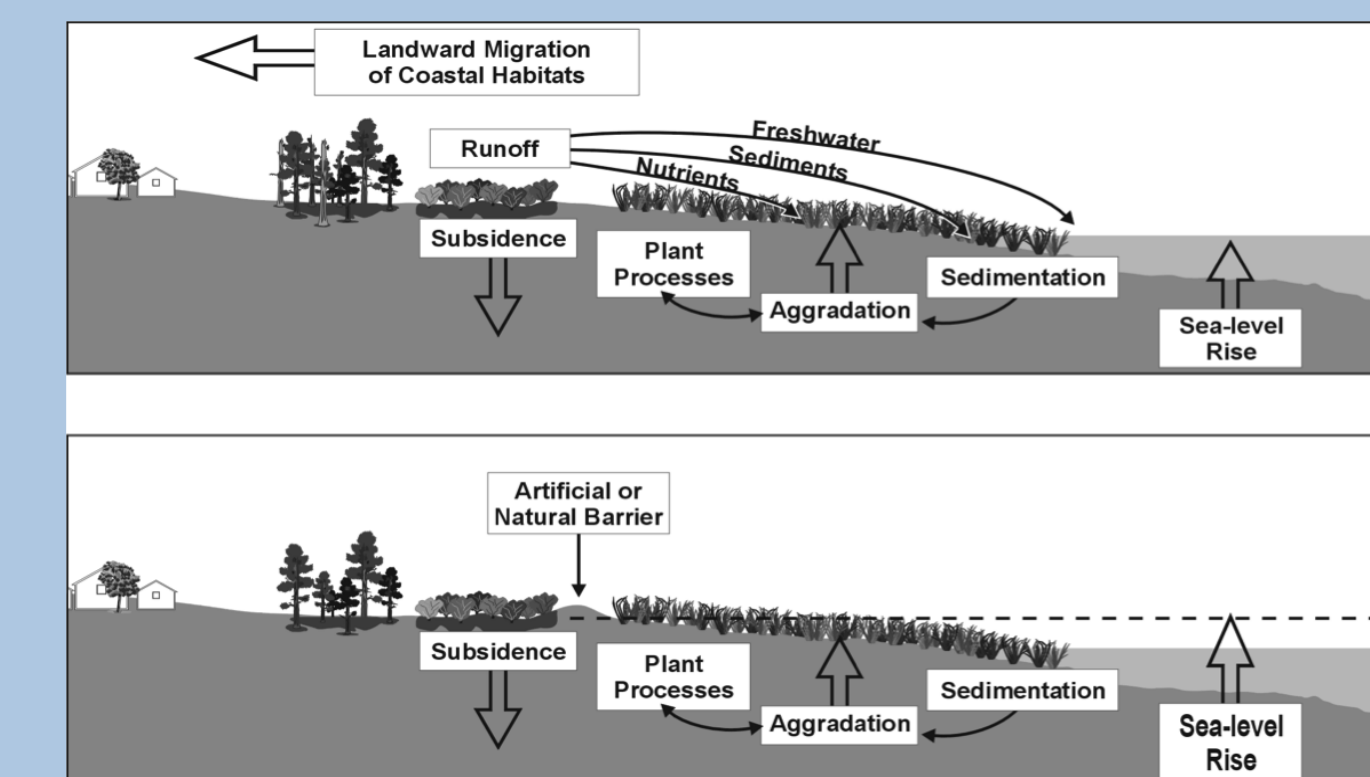 Landward Migration
of Coastal Habitats
Runoff
Freshwater
Sediments
Nutrients
Subsidence
Plant
Processes
Aggradation
Sedimentation
Sea-level
Rise
Artificial or
Natural Barrier
Subsidence
Plant
Processes
Aggradation
Sedimentation
Sea-level
Rise